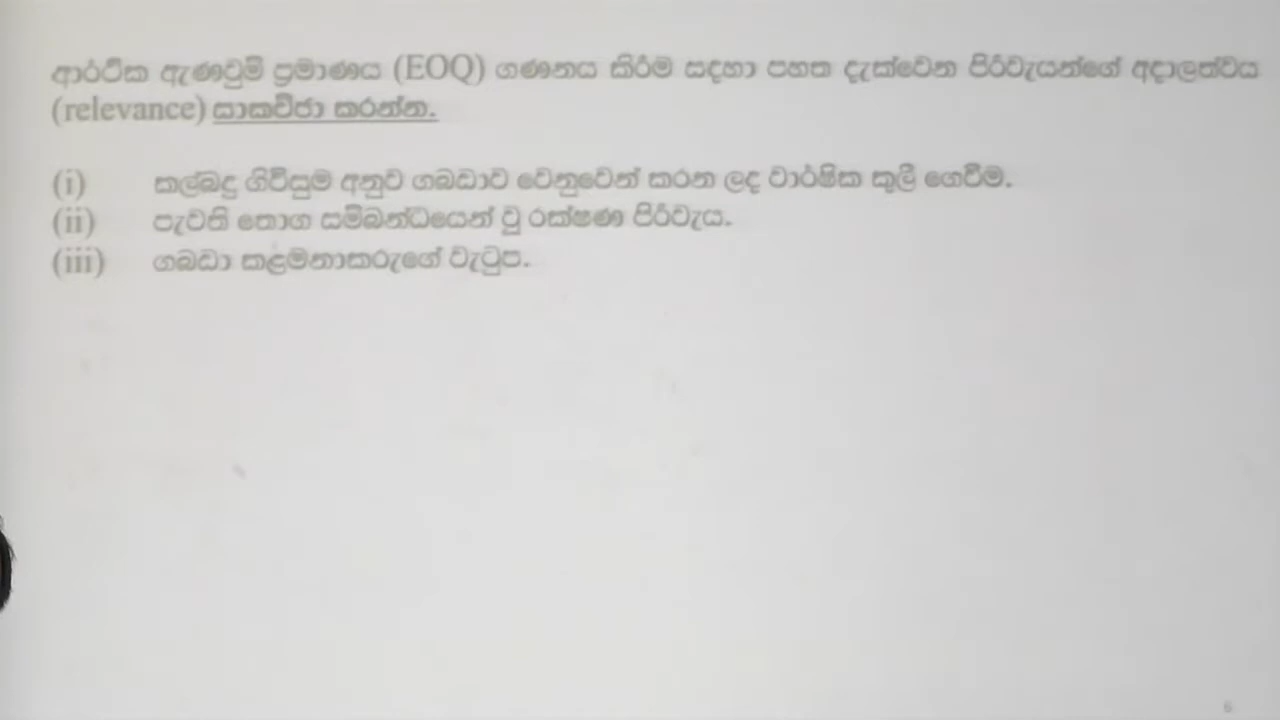 ආර්ථික ඇණවුම් ප්‍රමාණය (EOQ) ගණනය කිරීම සඳහා පහත දැක්වෙන පිරිවැයන්ගේ අදාලත්වය
(relevance) සාකච්ඡා කරන්න.
(i) කල්බදු ගිවිසුම අනුව ගබඩාව වෙනුවෙන් කරන ලද වාර්ෂික කුලී ගෙවීම.
(ii) පැවති තොග සම්බන්ධයෙන් වූ රක්ෂණ පිරිවැය.
(iii) ගබඩා කළමනාකරුගේ වැටුප.
6